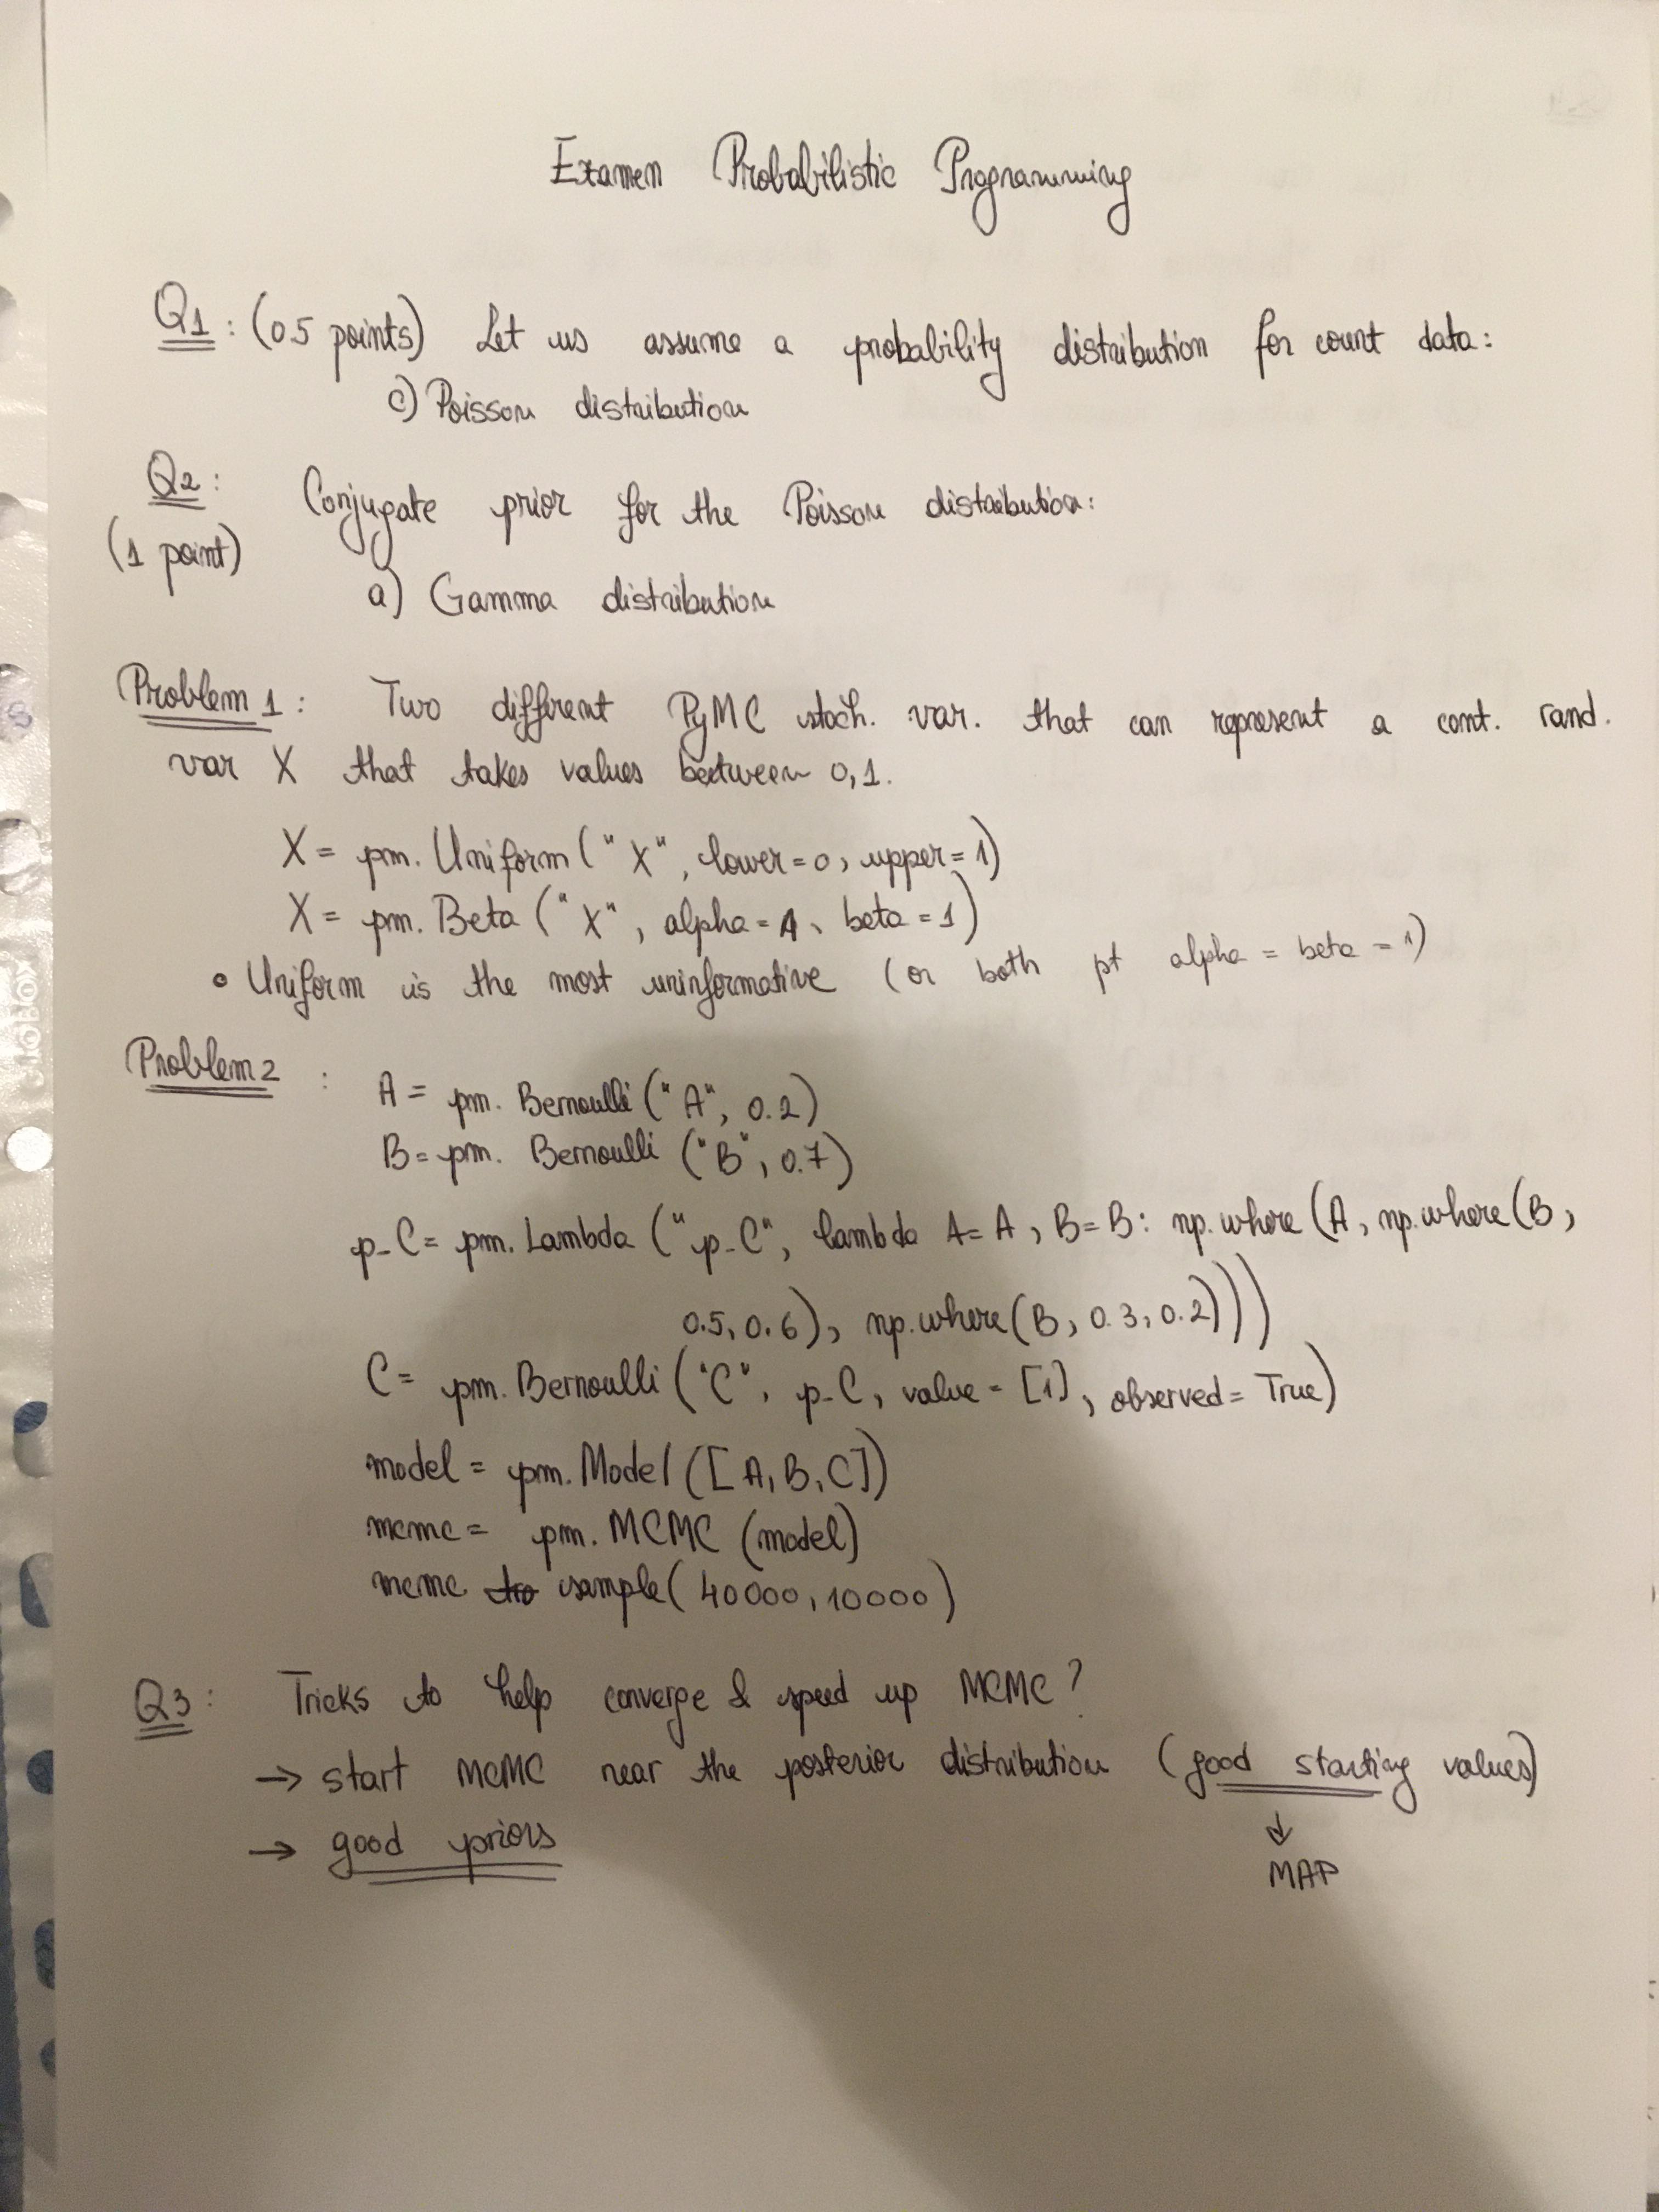 Examen Probabilistic Programming
Q1: (0.5 points) Let us assume a probability distribution for count data:
c) Poisson distribution
Q2: Conjugate prior for the Poisson distribution:
(1 point)
a) Gamma distribution
Problem 1: Two different PyMC stoch. var. that can represent a cont. rand.
var X that takes values between 0,1.
X = pm. Uniform ("X", lower=0, upper=1)
X = pm. Beta ("X", alpha=1, beta=1)
• Uniform is the most uninformative (or both pt alpha = beta = 1)
Problem 2 : A = pm. Bernoulli ("A", 0.2)
B = pm. Bernoulli ("B", 0.7)
p_C = pm. Lambda ("p_C", lambda A=A, B=B: np.where (A, np.where (B,
0.5, 0.6), np.where (B, 0.3, 0.2)))
C = pm. Bernoulli ("C", p_C, value = [1], observed = True)
model = pm. Model ([A, B, C])
mcmc = pm. MCMC (model)
mcmc sample (40000, 10000)
Q3: Tricks to help converge & speed up MCMC?
→ start MCMC near the posterior distribution (good starting values)
→ good priors
↓
MAP